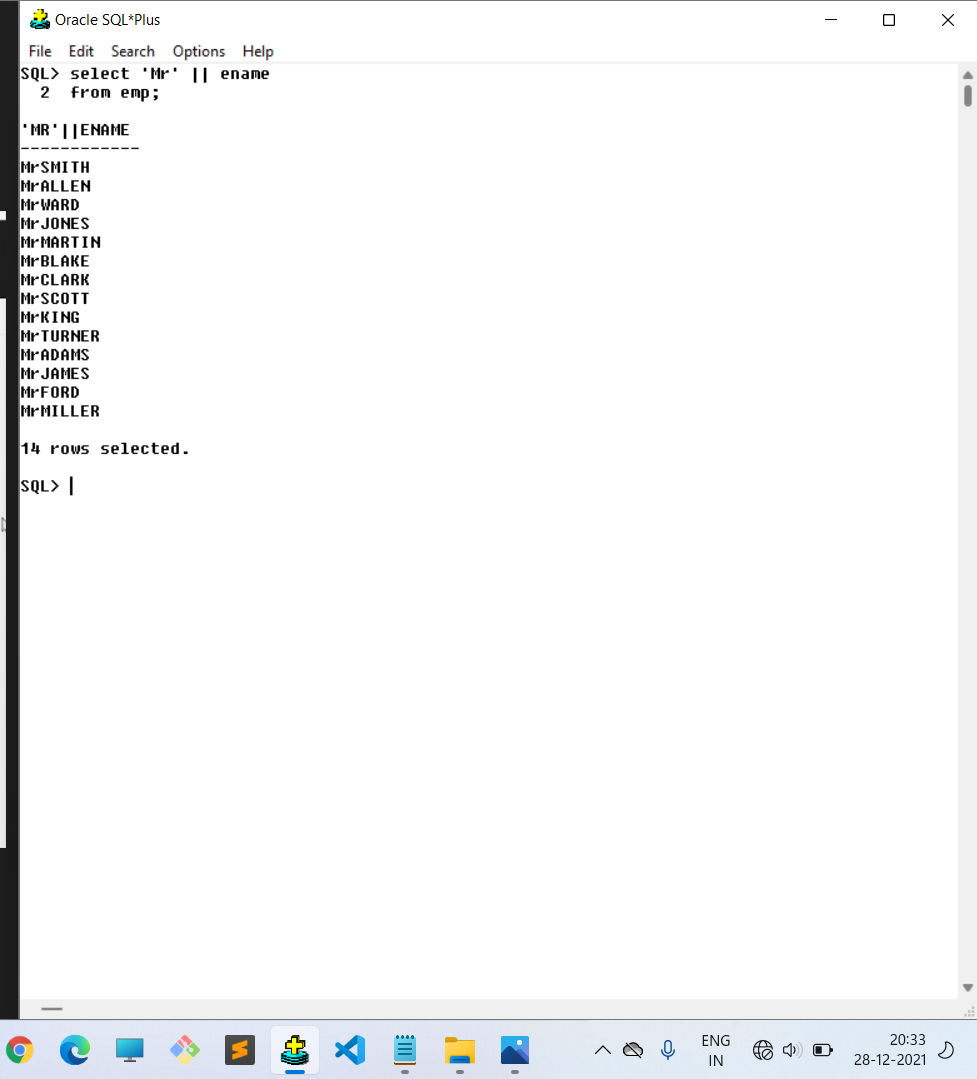 Oracle SQL*Plus
File Edit Search Options Help
SQL> select 'Mr' || ename
  2  from emp;
'MR'||ENAME
------------
MrSMITH
MrALLEN
MrWARD
MrJONES
MrMARTIN
MrBLAKE
MrCLARK
MrSCOTT
MrKING
MrTURNER
MrADAMS
MrJAMES
MrFORD
MrMILLER
14 rows selected.
SQL>
ENG
IN
20:33
28-12-2021